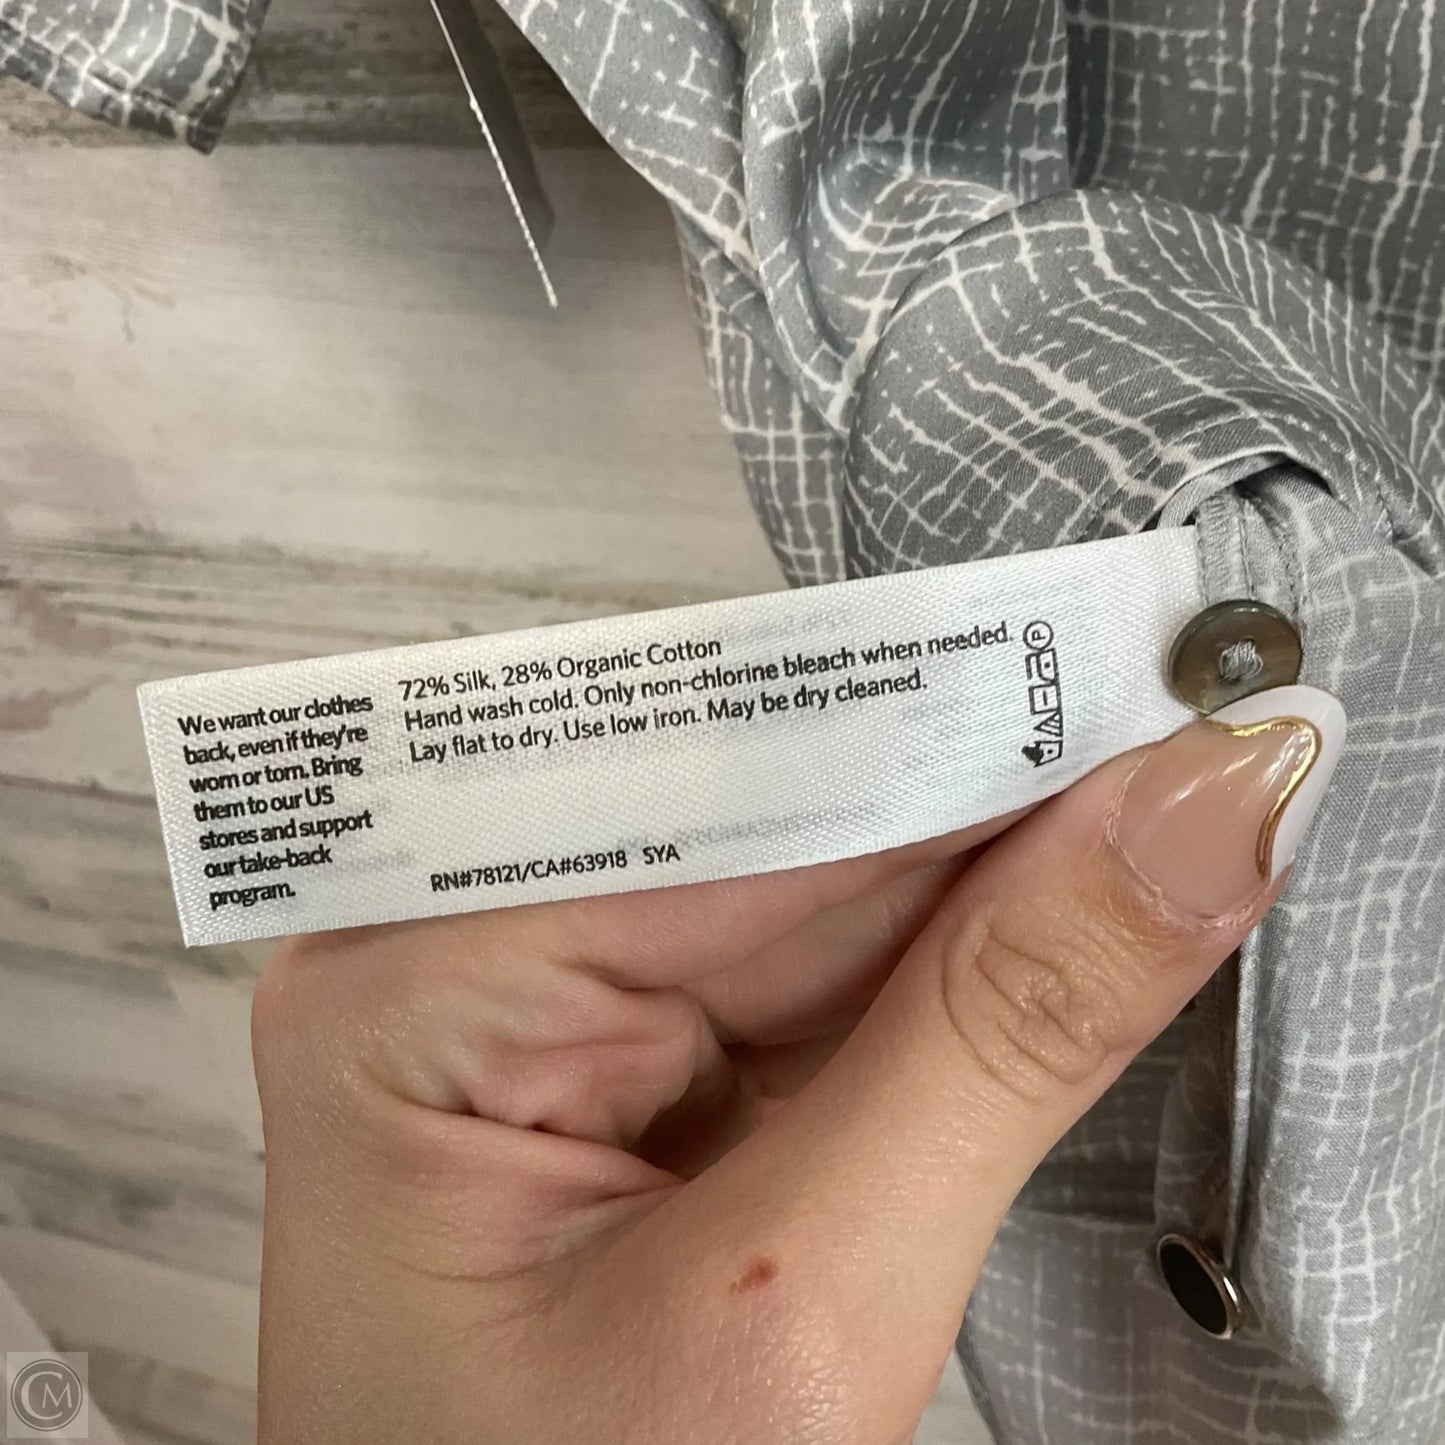 We want our clothes
back, even if they're
worn or torn. Bring
them to our US
stores and support
our take-back
program.
72% Silk, 28% Organic Cotton
Hand wash cold. Only non-chlorine bleach when needed.
Lay flat to dry. Use low iron. May be dry cleaned.
RN#78121/CA#63918 SYA
P
CM